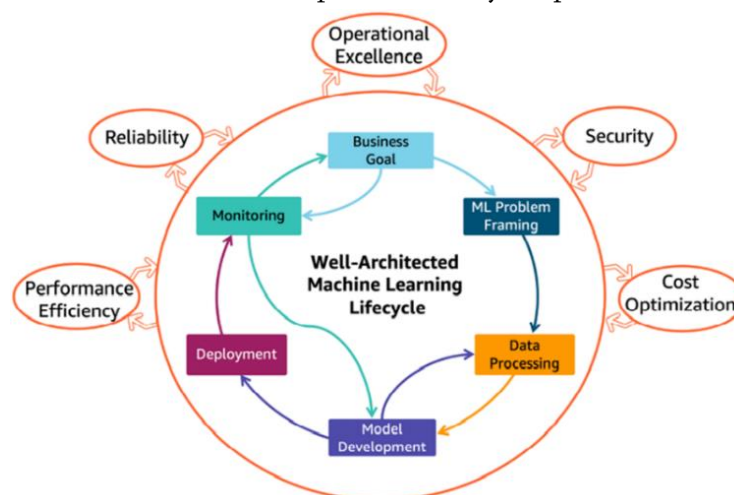 Operational
Excellence
Reliability
Security
Business
Goal
Monitoring
ML Problem
Framing
Well-Architected
Machine Learning
Lifecycle
Performance
Efficiency
Cost
Optimization
Deployment
Data
Processing
Model
Development